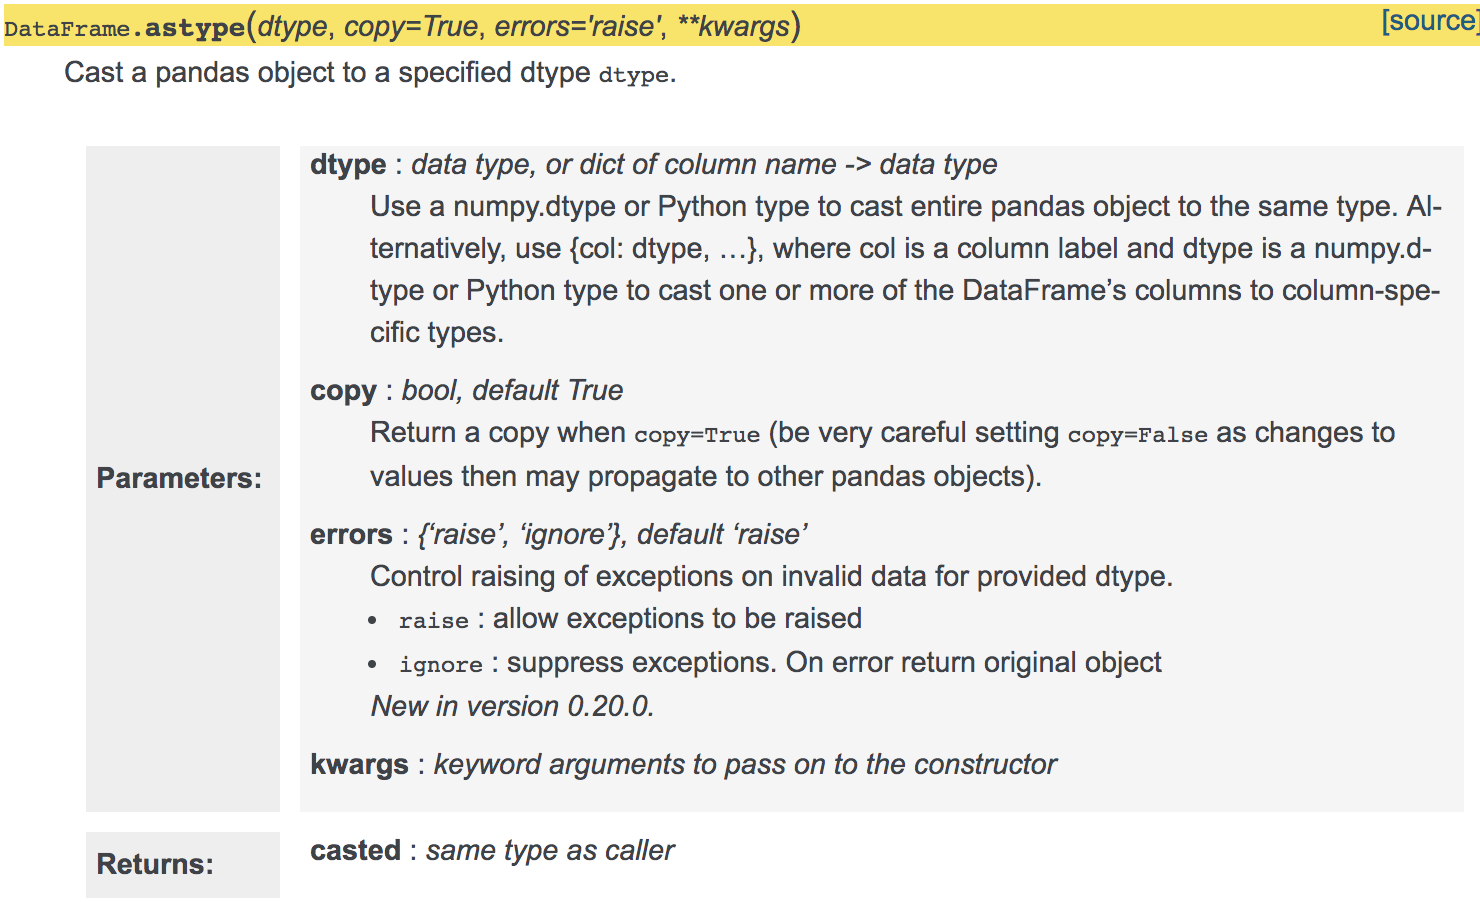 DataFrame.astype(dtype, copy=True, errors='raise', **kwargs) [source]
Cast a pandas object to a specified dtype dtype.
dtype : data type, or dict of column name -> data type
Use a numpy.dtype or Python type to cast entire pandas object to the same type. Al-
ternatively, use {col: dtype, …}, where col is a column label and dtype is a numpy.d-
type or Python type to cast one or more of the DataFrame’s columns to column-spe-
cific types.
copy : bool, default True
Return a copy when copy=True (be very careful setting copy=False as changes to
values then may propagate to other pandas objects).
Parameters:
errors : {‘raise’, ‘ignore’}, default ‘raise’
Control raising of exceptions on invalid data for provided dtype.
• raise : allow exceptions to be raised
• ignore : suppress exceptions. On error return original object
New in version 0.20.0.
kwargs : keyword arguments to pass on to the constructor
Returns:
casted : same type as caller